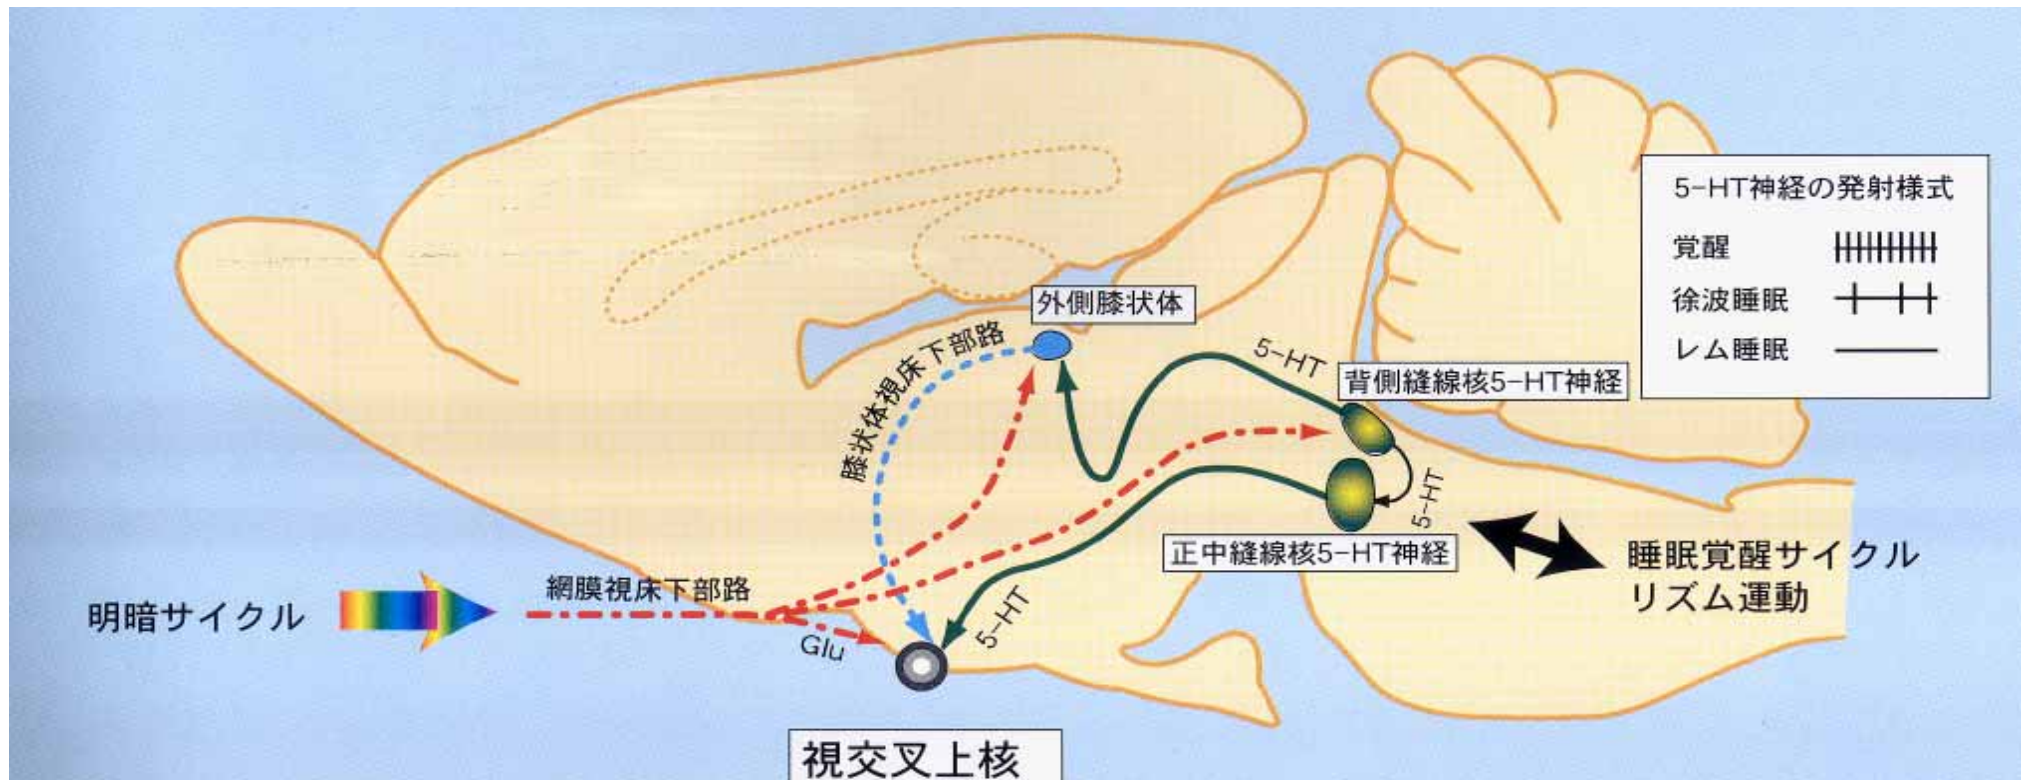 5-HT神経の発射様式
覚醒
徐波睡眠
レム睡眠
外側膝状体
膝状体視床下部路
5-HT
背側縫線核5-HT神経
5-HT
正中縫線核5-HT神経
睡眠覚醒サイクル
リズム運動
明暗サイクル
網膜視床下部路
Glu
5-HT
視交叉上核